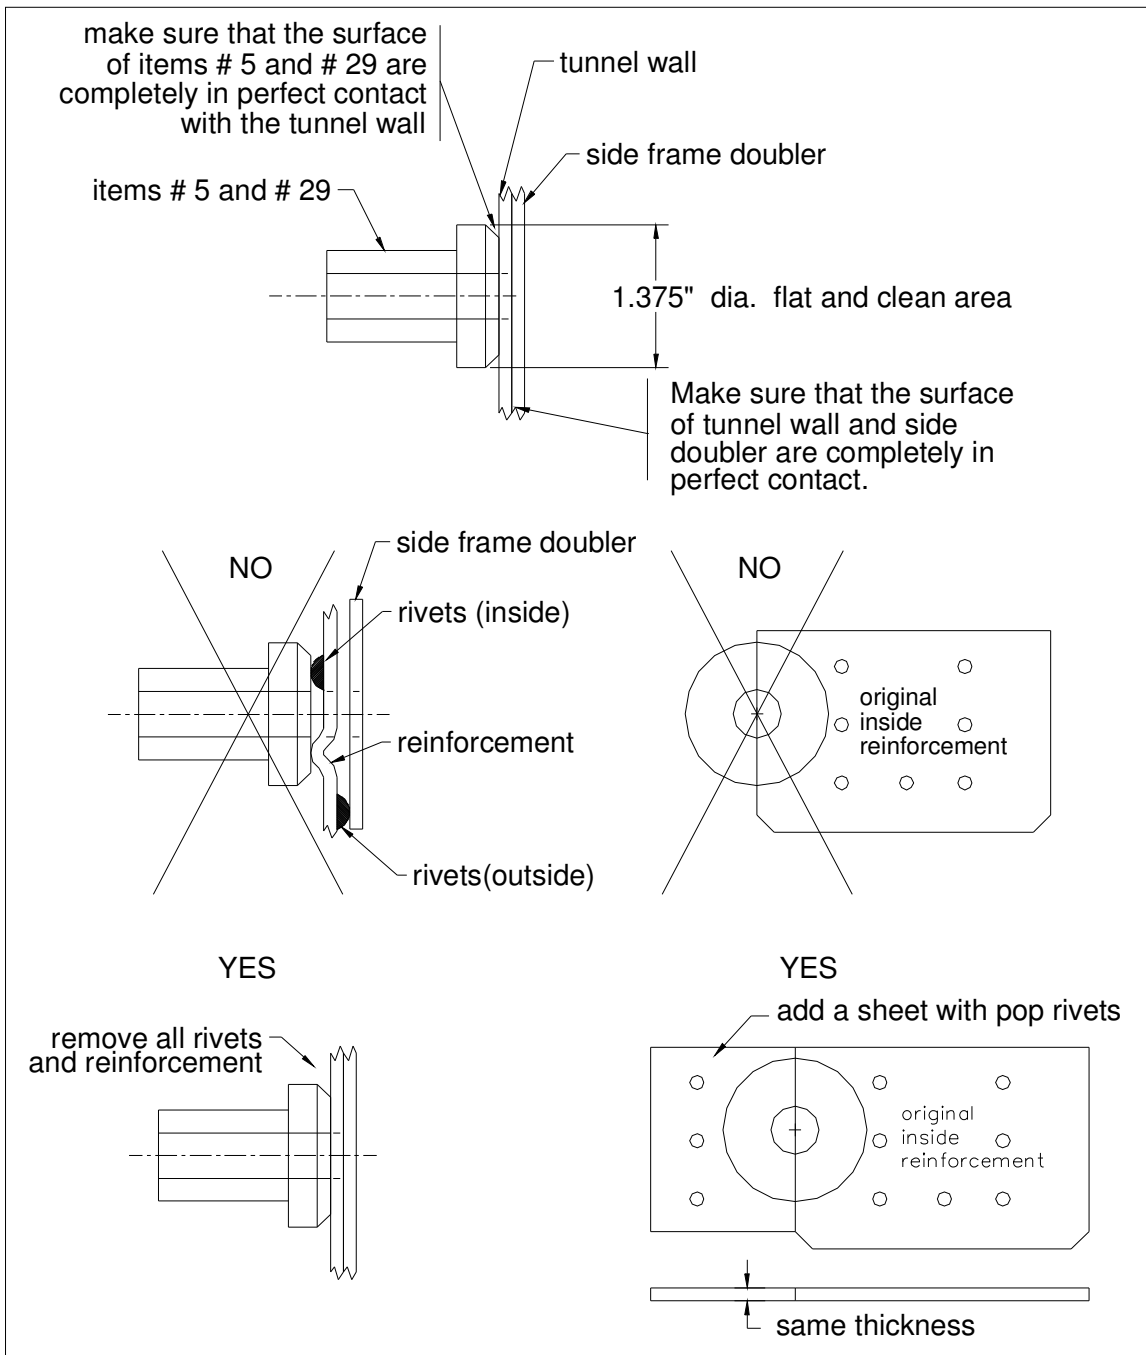 make sure that the surface
of items # 5 and # 29 are
completely in perfect contact
with the tunnel wall
tunnel wall
side frame doubler
items # 5 and # 29
1.375" dia. flat and clean area
Make sure that the surface
of tunnel wall and side
doubler are completely in
perfect contact.
NO
side frame doubler
rivets (inside)
reinforcement
rivets(outside)
NO
original
inside
reinforcement
YES
remove all rivets
and reinforcement
YES
add a sheet with pop rivets
original
inside
reinforcement
same thickness